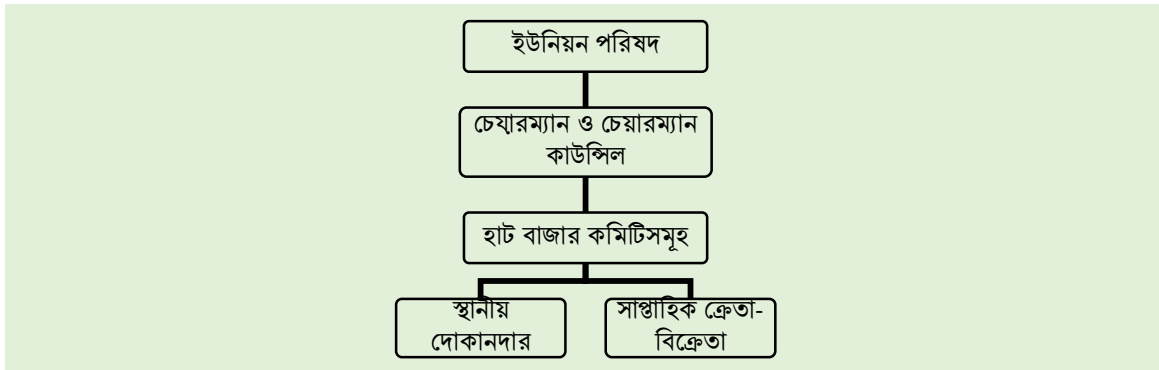 ইউনিয়ন পরিষদ
চেয়ারম্যান ও চেয়ারম্যান
কাউন্সিল
হাট বাজার কমিটিসমূহ
স্থানীয়
দোকানদার
সাপ্তাহিক ক্রেতা-
বিক্রেতা